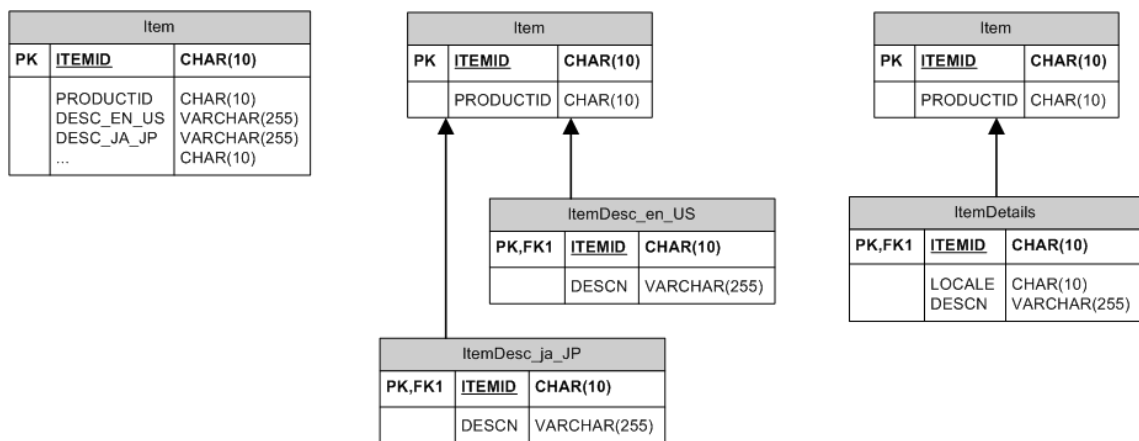 Item
PK ITEMID CHAR(10)
PRODUCTID CHAR(10)
DESC_EN_US VARCHAR(255)
DESC_JA_JP VARCHAR(255)
... CHAR(10)
Item
PK ITEMID CHAR(10)
PRODUCTID CHAR(10)
ItemDesc_en_US
PK,FK1 ITEMID CHAR(10)
DESCN VARCHAR(255)
ItemDesc_ja_JP
PK,FK1 ITEMID CHAR(10)
DESCN VARCHAR(255)
Item
PK ITEMID CHAR(10)
PRODUCTID CHAR(10)
ItemDetails
PK,FK1 ITEMID CHAR(10)
LOCALE CHAR(10)
DESCN VARCHAR(255)